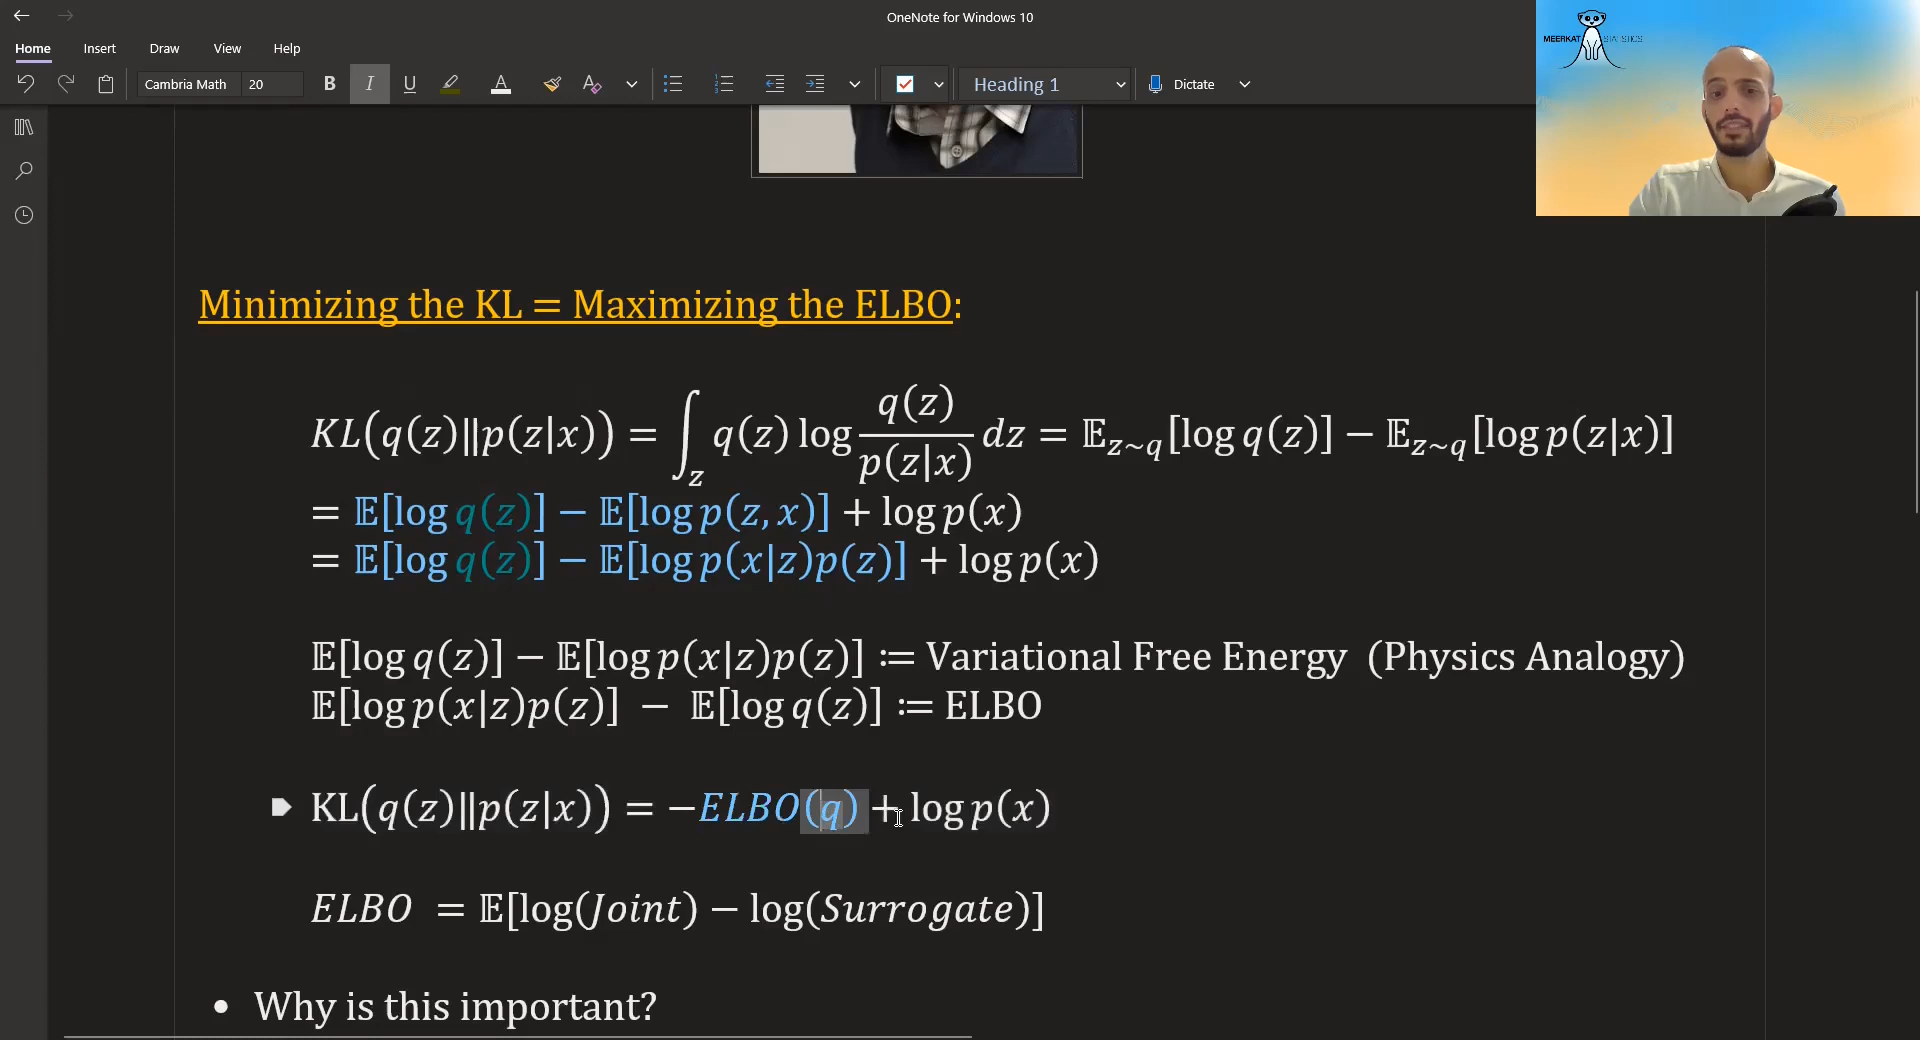 OneNote for Windows 10
Home Insert Draw View Help
Cambria Math 20 B I U A A Heading 1 Dictate
MEERKAT STATISTICS
Minimizing the KL = Maximizing the ELBO:
KL(q(z)‖p(z|x)) = ∫_z q(z) log q(z)/p(z|x) dz = 𝔼_{z~q}[log q(z)] − 𝔼_{z~q}[log p(z|x)]
= 𝔼[log q(z)] − 𝔼[log p(z, x)] + log p(x)
= 𝔼[log q(z)] − 𝔼[log p(x|z)p(z)] + log p(x)
𝔼[log q(z)] − 𝔼[log p(x|z)p(z)] ≔ Variational Free Energy (Physics Analogy)
𝔼[log p(x|z)p(z)] − 𝔼[log q(z)] ≔ ELBO
KL(q(z)‖p(z|x)) = −ELBO(q) + log p(x)
ELBO = 𝔼[log(Joint) − log(Surrogate)]
• Why is this important?